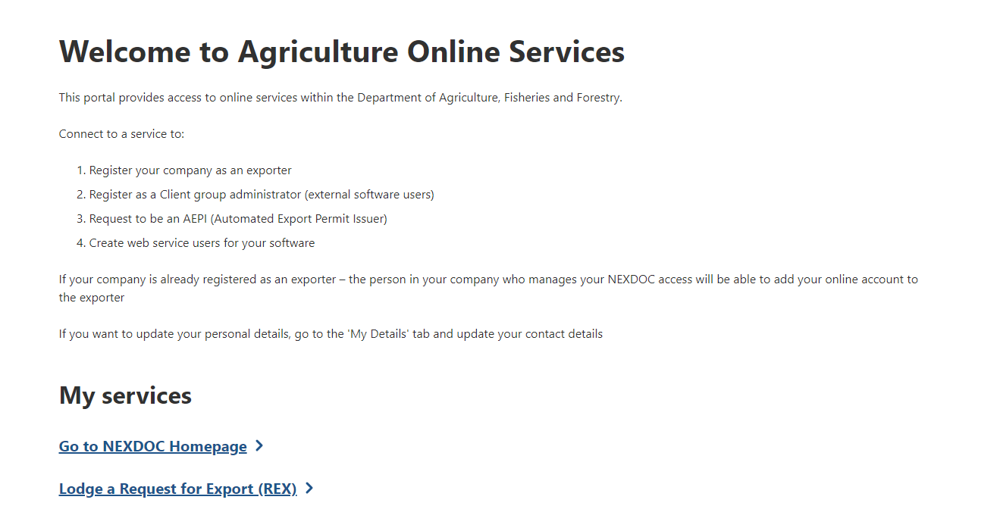 Welcome to Agriculture Online Services
This portal provides access to online services within the Department of Agriculture, Fisheries and Forestry.
Connect to a service to:
1. Register your company as an exporter
2. Register as a Client group administrator (external software users)
3. Request to be an AEPI (Automated Export Permit Issuer)
4. Create web service users for your software
If your company is already registered as an exporter – the person in your company who manages your NEXDOC access will be able to add your online account to
the exporter
If you want to update your personal details, go to the 'My Details' tab and update your contact details
My services
Go to NEXDOC Homepage
Lodge a Request for Export (REX)